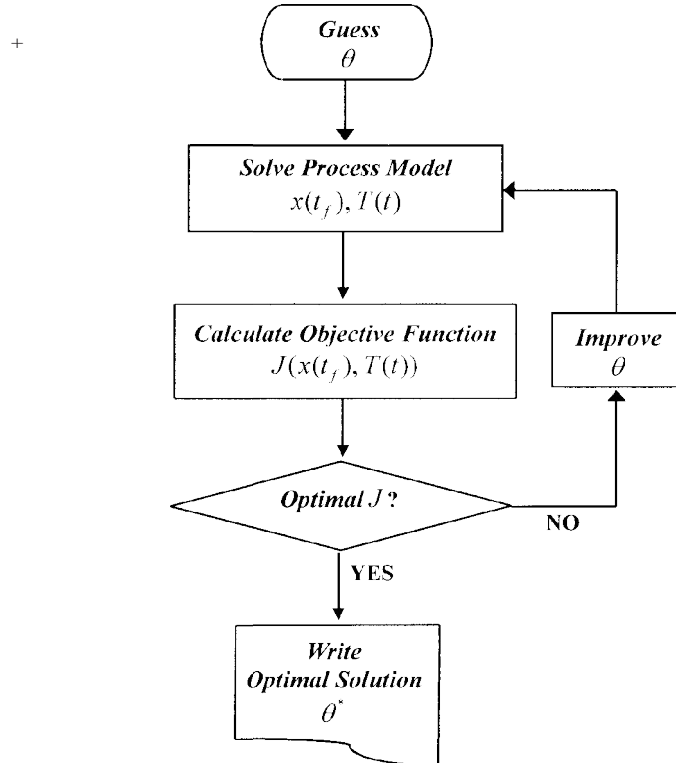 +
Guess
θ
Solve Process Model
x(t_f), T(t)
Calculate Objective Function
J(x(t_f), T(t))
Improve
θ
Optimal J ?
NO
YES
Write
Optimal Solution
θ*